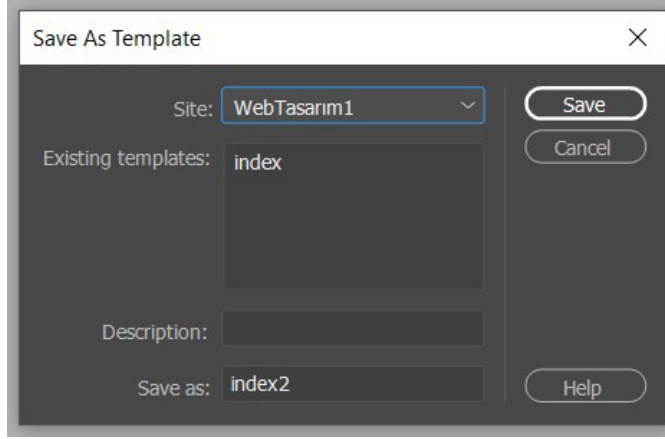 Save As Template
Site: WebTasarım1
Save
Existing templates: index
Cancel
Description:
Save as: index2
Help